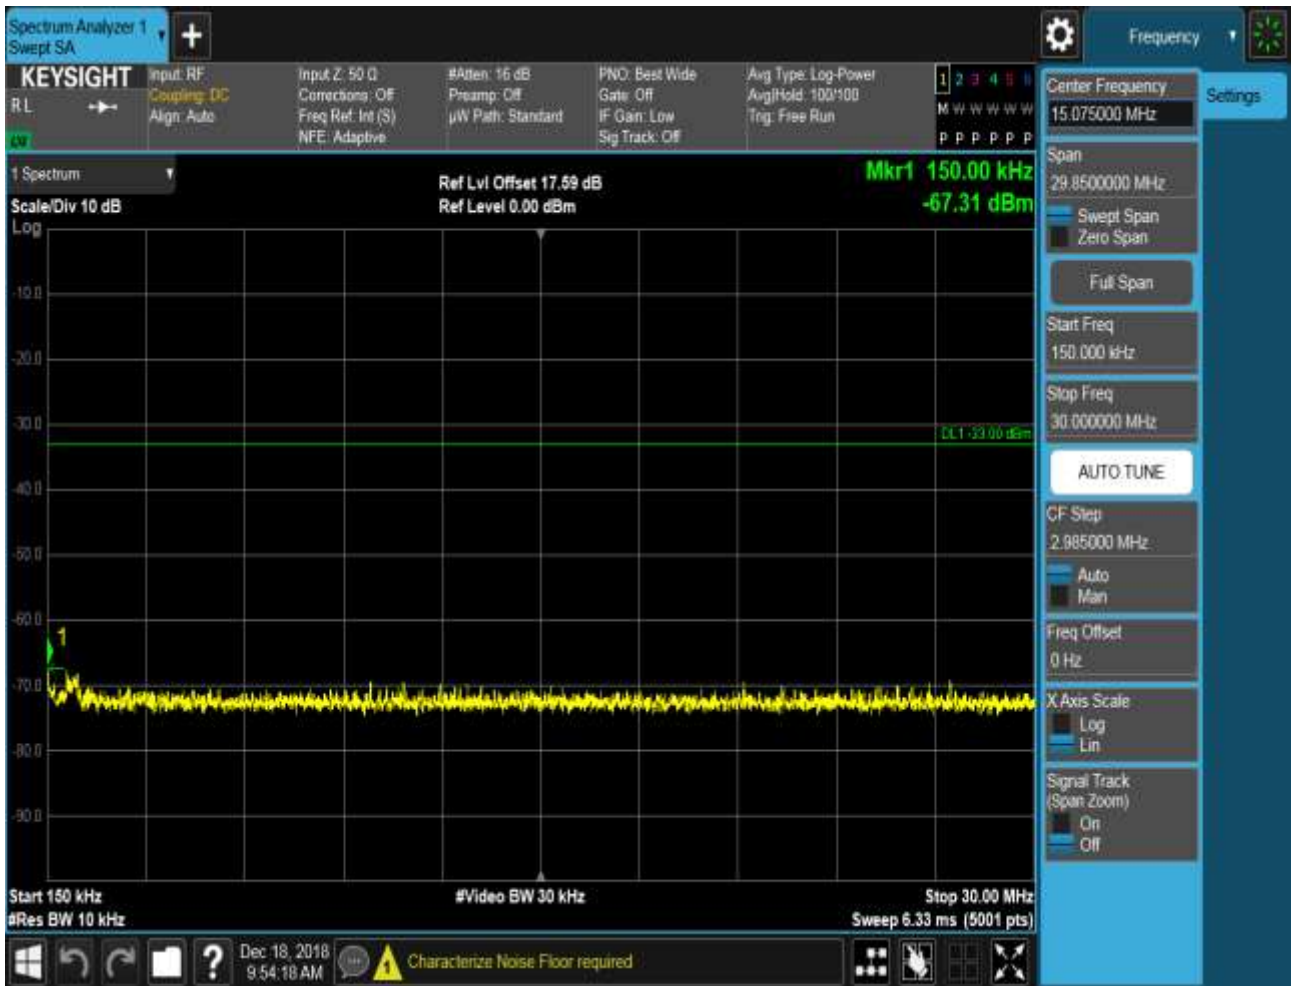 Spectrum Analyzer 1
Swept SA
Frequency
KEYSIGHT
RL
Input: RF
Coupling: DC
Align: Auto
Input Z: 50 Ω
Corrections: Off
Freq Ref: Int (S)
NFE: Adaptive
#Atten: 16 dB
Preamp: Off
µW Path: Standard
PNO: Best Wide
Gate: Off
IF Gain: Low
Sig Track: Off
Avg Type: Log-Power
Avg|Hold: 100/100
Trig: Free Run
1 2 3 4 5 6
M W W W W W
P P P P P P
1 Spectrum
Scale/Div 10 dB
Log
Ref Lvl Offset 17.59 dB
Ref Level 0.00 dBm
Mkr1 150.00 kHz
-67.31 dBm
-10.0
-20.0
-30.0
DL1 -33.00 dBm
-40.0
-50.0
-60.0
1
-70.0
-80.0
-90.0
Start 150 kHz
#Res BW 10 kHz
#Video BW 30 kHz
Stop 30.00 MHz
Sweep 6.33 ms (5001 pts)
Dec 18, 2018
9:54:18 AM
Characterize Noise Floor required
Center Frequency
15.075000 MHz
Settings
Span
29.8500000 MHz
Swept Span
Zero Span
Full Span
Start Freq
150.000 kHz
Stop Freq
30.000000 MHz
AUTO TUNE
CF Step
2.985000 MHz
Auto
Man
Freq Offset
0 Hz
X Axis Scale
Log
Lin
Signal Track
(Span Zoom)
On
Off